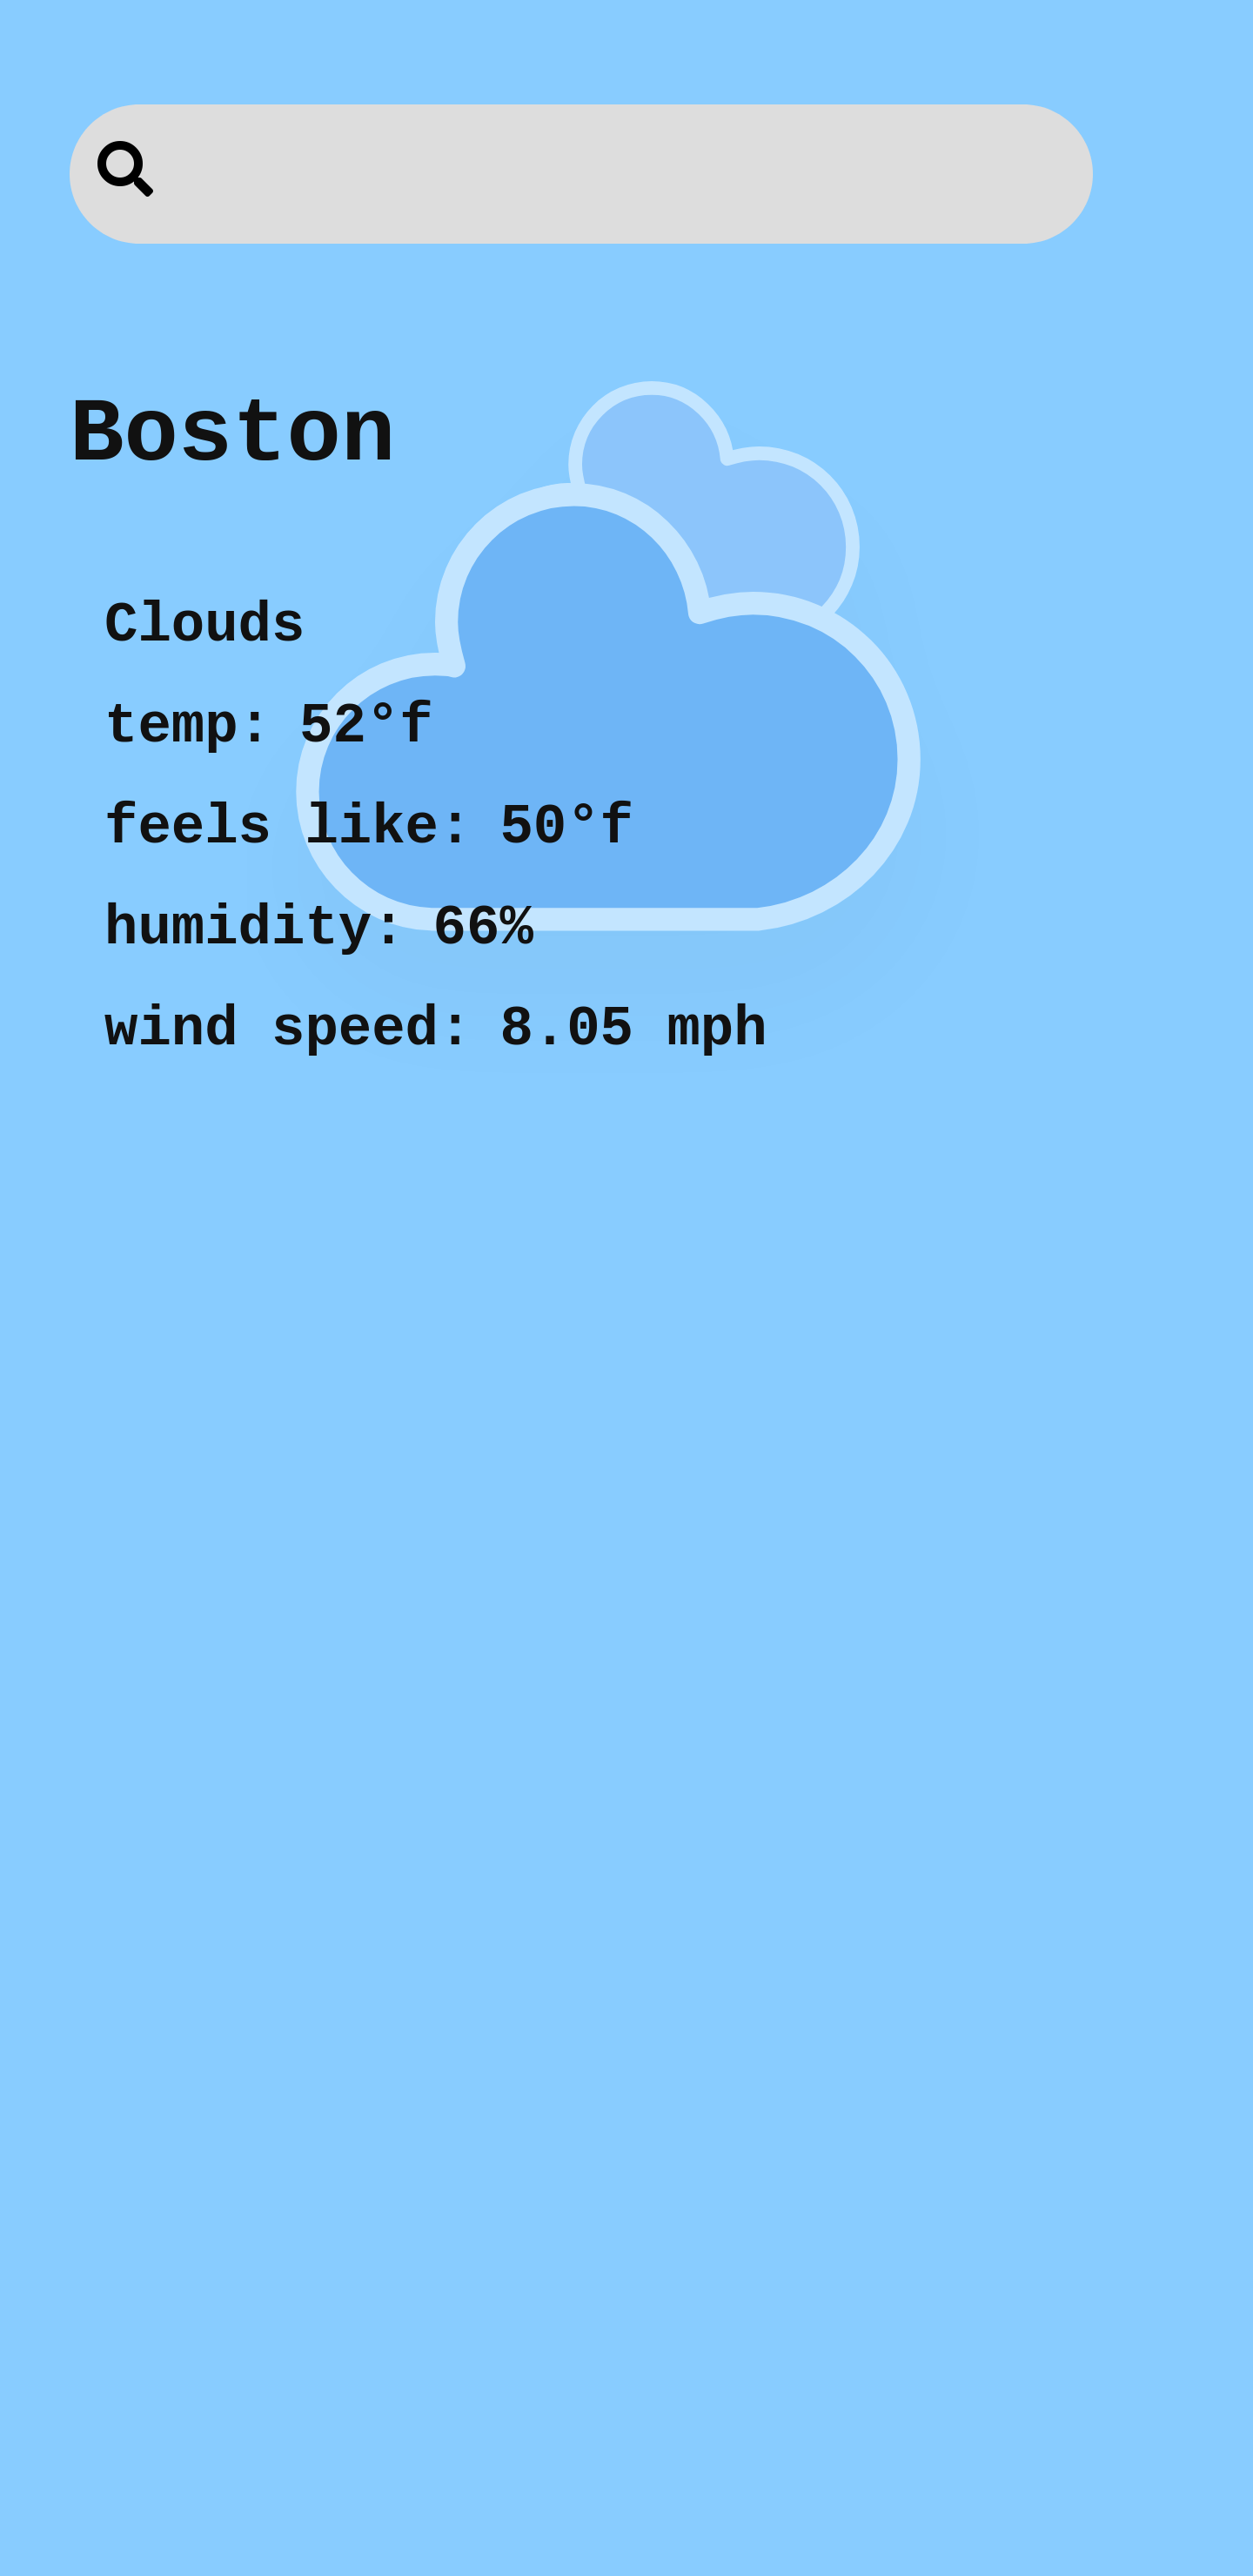 Boston
Clouds
temp: 52°f
feels like: 50°f
humidity: 66%
wind speed: 8.05 mph